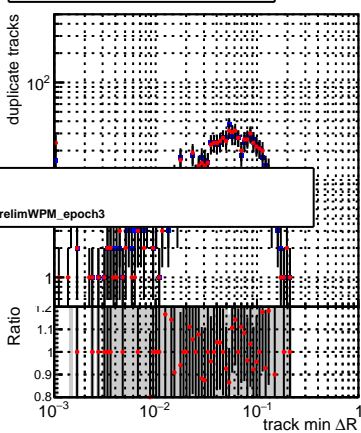 duplicate tracks
10²
relimWPM_epoch3
1
Ratio
1.2
1.1
1
0.9
0.8
10⁻³
10⁻²
10⁻¹
1
track min ΔR